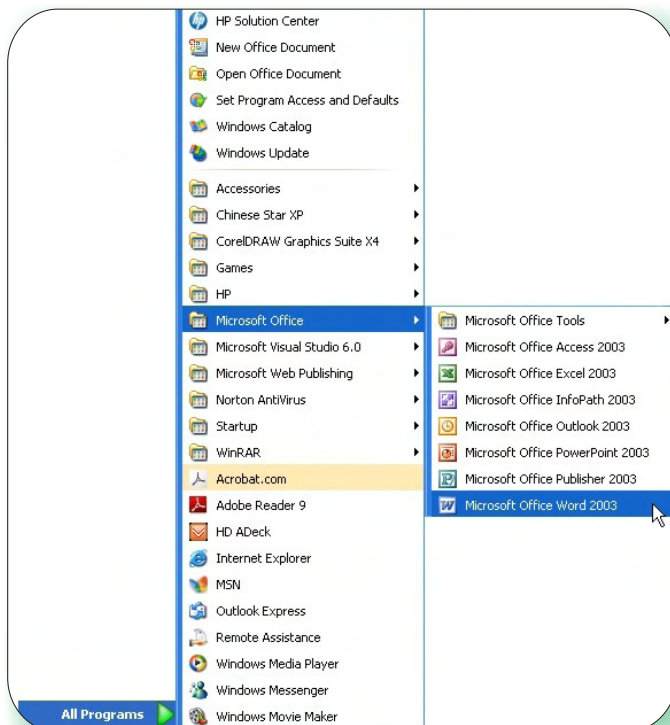 HP Solution Center
New Office Document
Open Office Document
Set Program Access and Defaults
Windows Catalog
Windows Update
Accessories
Chinese Star XP
CorelDRAW Graphics Suite X4
Games
HP
Microsoft Office
Microsoft Visual Studio 6.0
Microsoft Web Publishing
Norton AntiVirus
Startup
WinRAR
Acrobat.com
Adobe Reader 9
HD ADeck
Internet Explorer
MSN
Outlook Express
Remote Assistance
Windows Media Player
Windows Messenger
Windows Movie Maker
Microsoft Office Tools
Microsoft Office Access 2003
Microsoft Office Excel 2003
Microsoft Office InfoPath 2003
Microsoft Office Outlook 2003
Microsoft Office PowerPoint 2003
Microsoft Office Publisher 2003
Microsoft Office Word 2003
All Programs